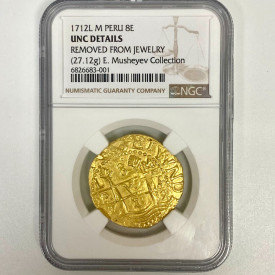 1712L M PERU 8E
UNC DETAILS
REMOVED FROM JEWELRY
(27.12g) E. Musheyev Collection
6826683-001
NUMISMATIC GUARANTY COMPANY
NGC